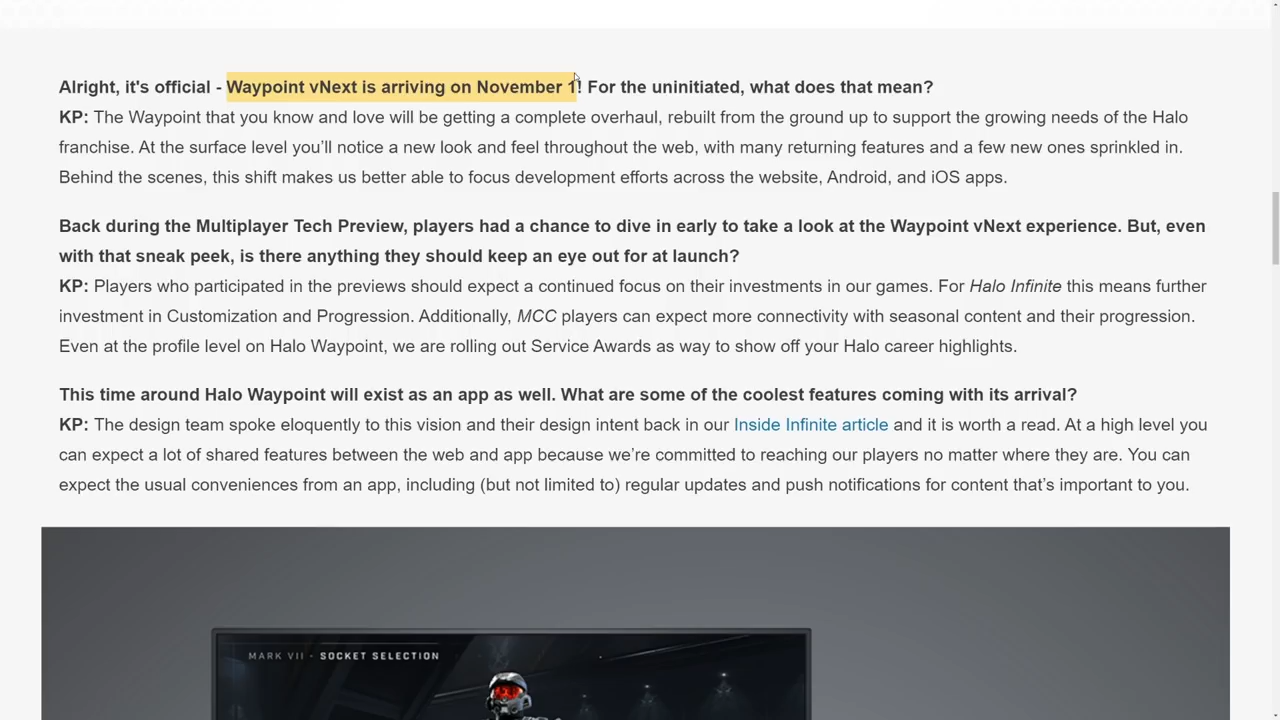 Alright, it's official - Waypoint vNext is arriving on November 1! For the uninitiated, what does that mean?
KP: The Waypoint that you know and love will be getting a complete overhaul, rebuilt from the ground up to support the growing needs of the Halo
franchise. At the surface level you’ll notice a new look and feel throughout the web, with many returning features and a few new ones sprinkled in.
Behind the scenes, this shift makes us better able to focus development efforts across the website, Android, and iOS apps.
Back during the Multiplayer Tech Preview, players had a chance to dive in early to take a look at the Waypoint vNext experience. But, even
with that sneak peek, is there anything they should keep an eye out for at launch?
KP: Players who participated in the previews should expect a continued focus on their investments in our games. For Halo Infinite this means further
investment in Customization and Progression. Additionally, MCC players can expect more connectivity with seasonal content and their progression.
Even at the profile level on Halo Waypoint, we are rolling out Service Awards as way to show off your Halo career highlights.
This time around Halo Waypoint will exist as an app as well. What are some of the coolest features coming with its arrival?
KP: The design team spoke eloquently to this vision and their design intent back in our Inside Infinite article and it is worth a read. At a high level you
can expect a lot of shared features between the web and app because we’re committed to reaching our players no matter where they are. You can
expect the usual conveniences from an app, including (but not limited to) regular updates and push notifications for content that’s important to you.
MARK VII - SOCKET SELECTION